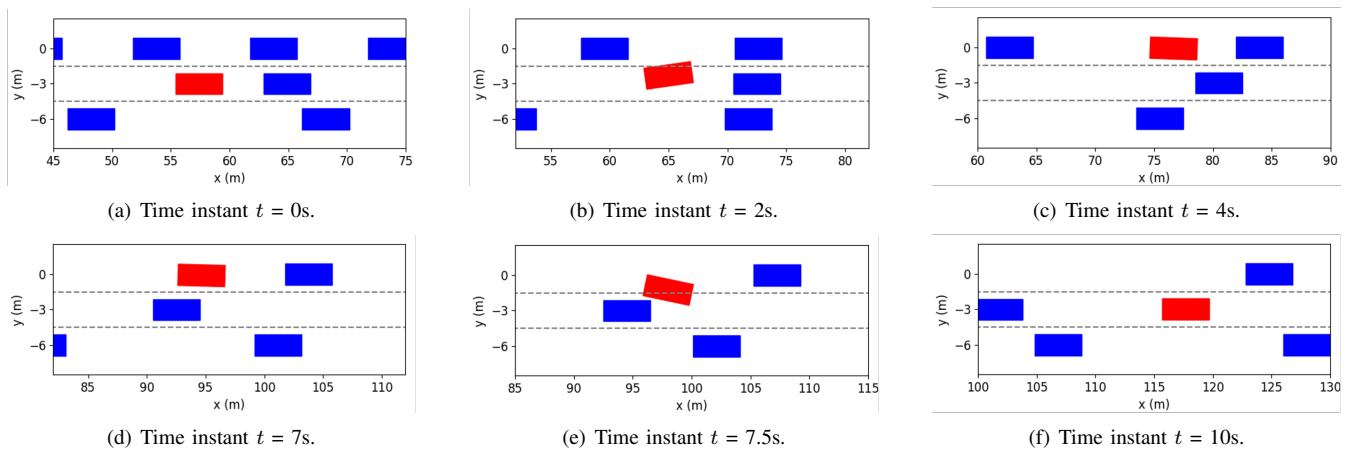 0
−3
−6
y (m)
45 50 55 60 65 70 75
x (m)
(a) Time instant t = 0s.
0
−3
−6
y (m)
55 60 65 70 75 80
x (m)
(b) Time instant t = 2s.
0
−3
−6
y (m)
60 65 70 75 80 85 90
x (m)
(c) Time instant t = 4s.
0
−3
−6
y (m)
85 90 95 100 105 110
x (m)
(d) Time instant t = 7s.
0
−3
−6
y (m)
85 90 95 100 105 110 115
x (m)
(e) Time instant t = 7.5s.
0
−3
−6
y (m)
100 105 110 115 120 125 130
x (m)
(f) Time instant t = 10s.